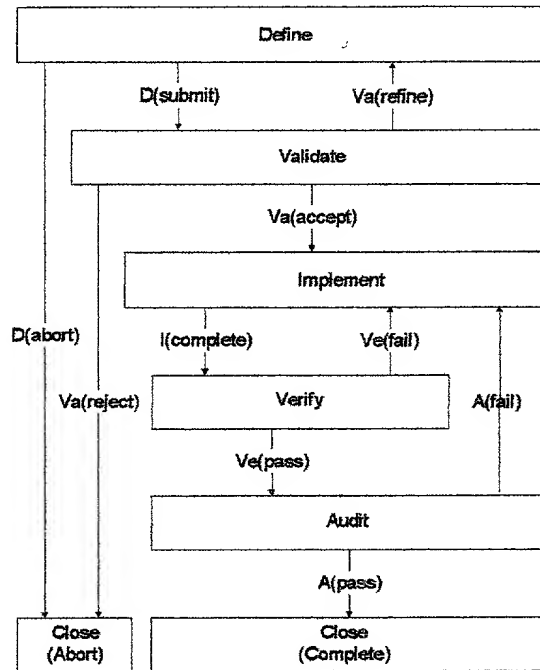 Define
D(submit)
Va(refine)
Validate
Va(accept)
Implement
D(abort)
I(complete)
Ve(fail)
Va(reject)
Verify
A(fail)
Ve(pass)
Audit
A(pass)
Close
(Abort)
Close
(Complete)